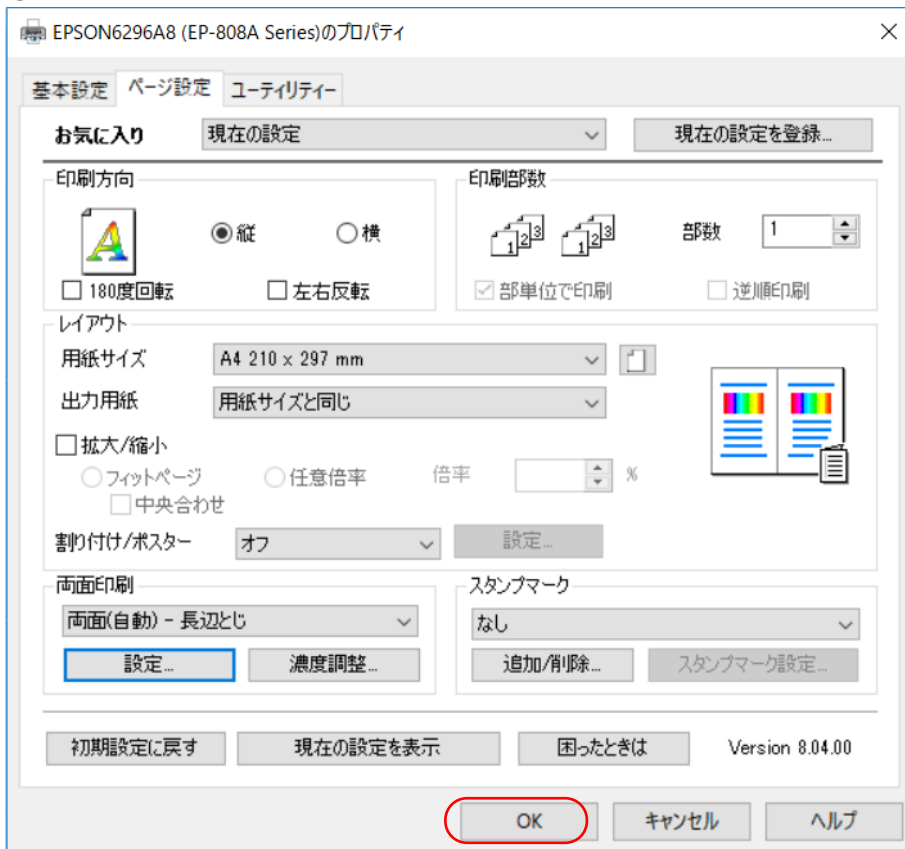 EPSON6296A8 (EP-808A Series)のプロパティ
基本設定 ページ設定 ユーティリティー
お気に入り 現在の設定 現在の設定を登録...
印刷方向 印刷部数
縦 横 部数 1
180度回転 左右反転 部単位で印刷 逆順印刷
レイアウト
用紙サイズ A4 210 x 297 mm
出力用紙 用紙サイズと同じ
拡大/縮小
フィットページ 任意倍率 倍率 %
中央合わせ
割り付け/ポスター オフ 設定...
両面印刷 スタンプマーク
両面(自動) - 長辺とじ なし
設定... 濃度調整... 追加/削除... スタンプマーク設定...
初期設定に戻す 現在の設定を表示 困ったときは Version 8.04.00
OK キャンセル ヘルプ